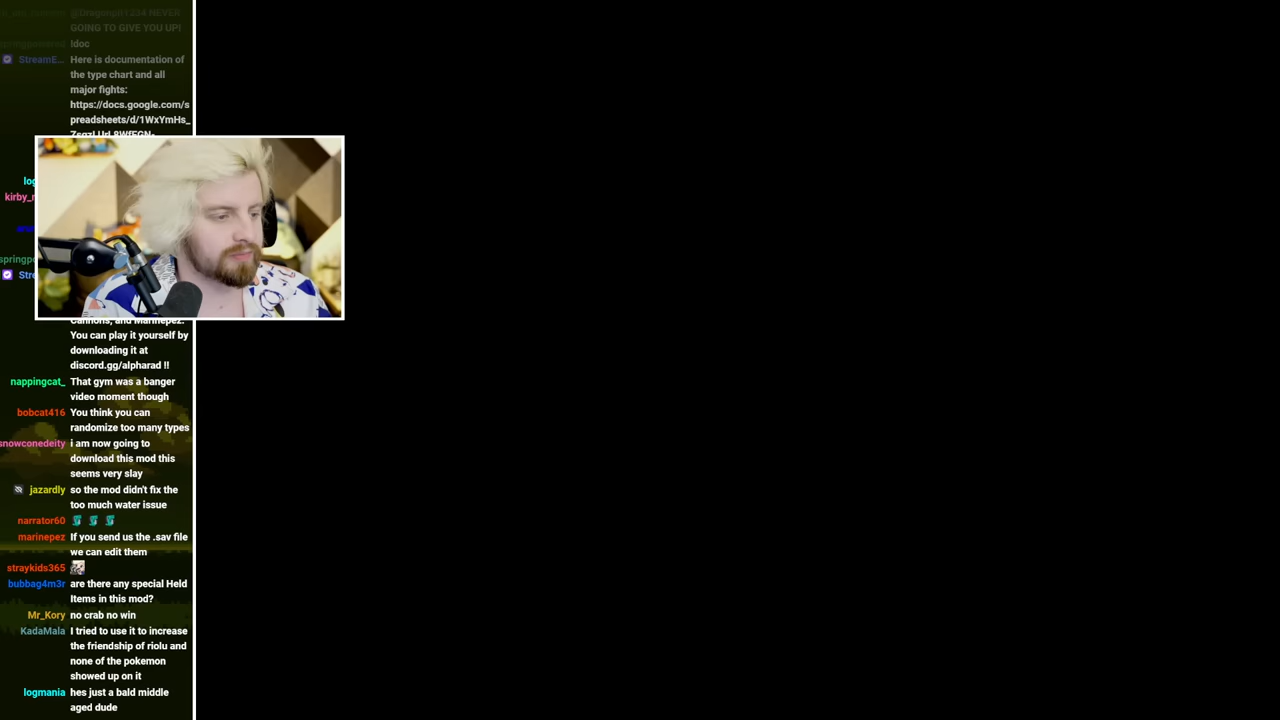 @Dragonpit1234 NEVER
GOING TO GIVE YOU UP!
!doc
StreamE... Here is documentation of
the type chart and all
major fights:
https://docs.google.com/s
preadsheets/d/1WxYmHs_
log
kirby_r
springpo
Stre
Cannons, and Marinepez.
You can play it yourself by
downloading it at
discord.gg/alpharad !!
nappingcat_ That gym was a banger
video moment though
bobcat416 You think you can
randomize too many types
snowconedeity i am now going to
download this mod this
seems very slay
jazardly so the mod didn't fix the
too much water issue
narrator60
marinepez If you send us the .sav file
we can edit them
straykids365
bubbag4m3r are there any special Held
Items in this mod?
Mr_Kory no crab no win
KadaMala I tried to use it to increase
the friendship of riolu and
none of the pokemon
showed up on it
logmania hes just a bald middle
aged dude